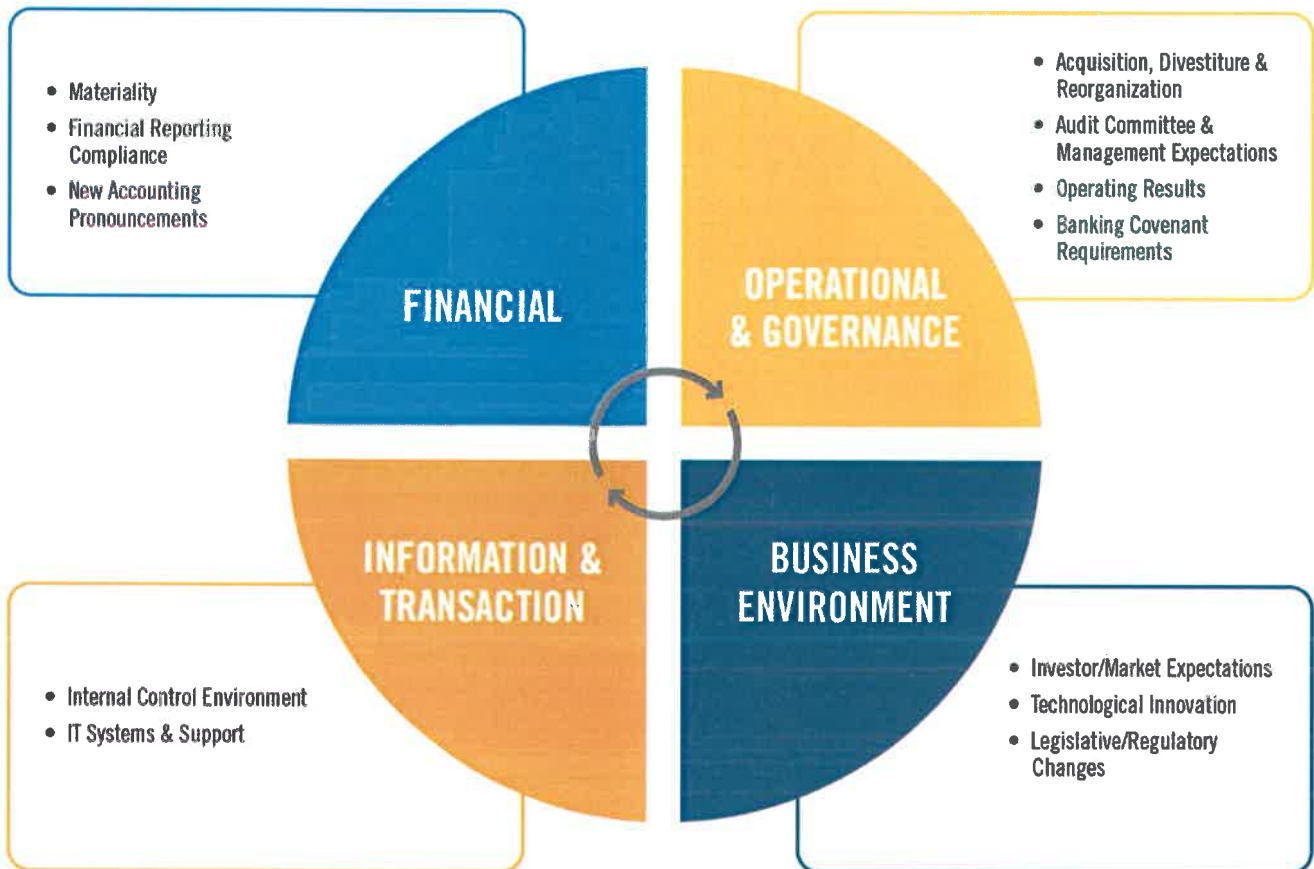 • Materiality
• Financial Reporting
Compliance
• New Accounting
Pronouncements
• Acquisition, Divestiture &
Reorganization
• Audit Committee &
Management Expectations
• Operating Results
• Banking Covenant
Requirements
FINANCIAL
OPERATIONAL
& GOVERNANCE
INFORMATION &
TRANSACTION
BUSINESS
ENVIRONMENT
• Internal Control Environment
• IT Systems & Support
• Investor/Market Expectations
• Technological Innovation
• Legislative/Regulatory
Changes